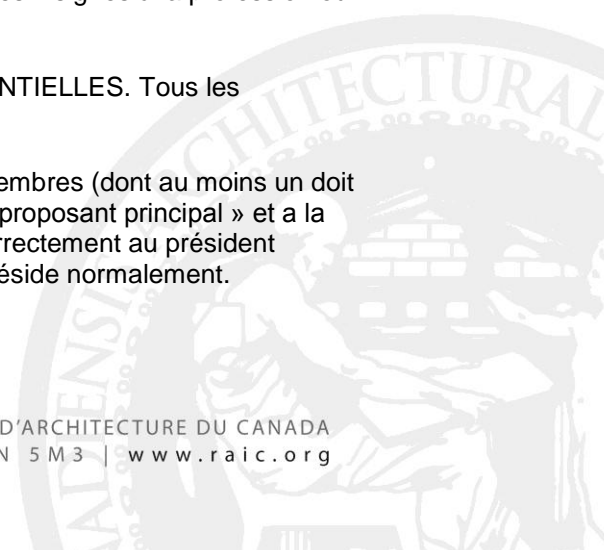 NTIELLES. Tous les
embres (dont au moins un doit
proposant principal » et a la
rrectement au président
éside normalement.
D'ARCHITECTURE DU CANADA
N 5M3 | www.raic.org
ARCHITECTURAL